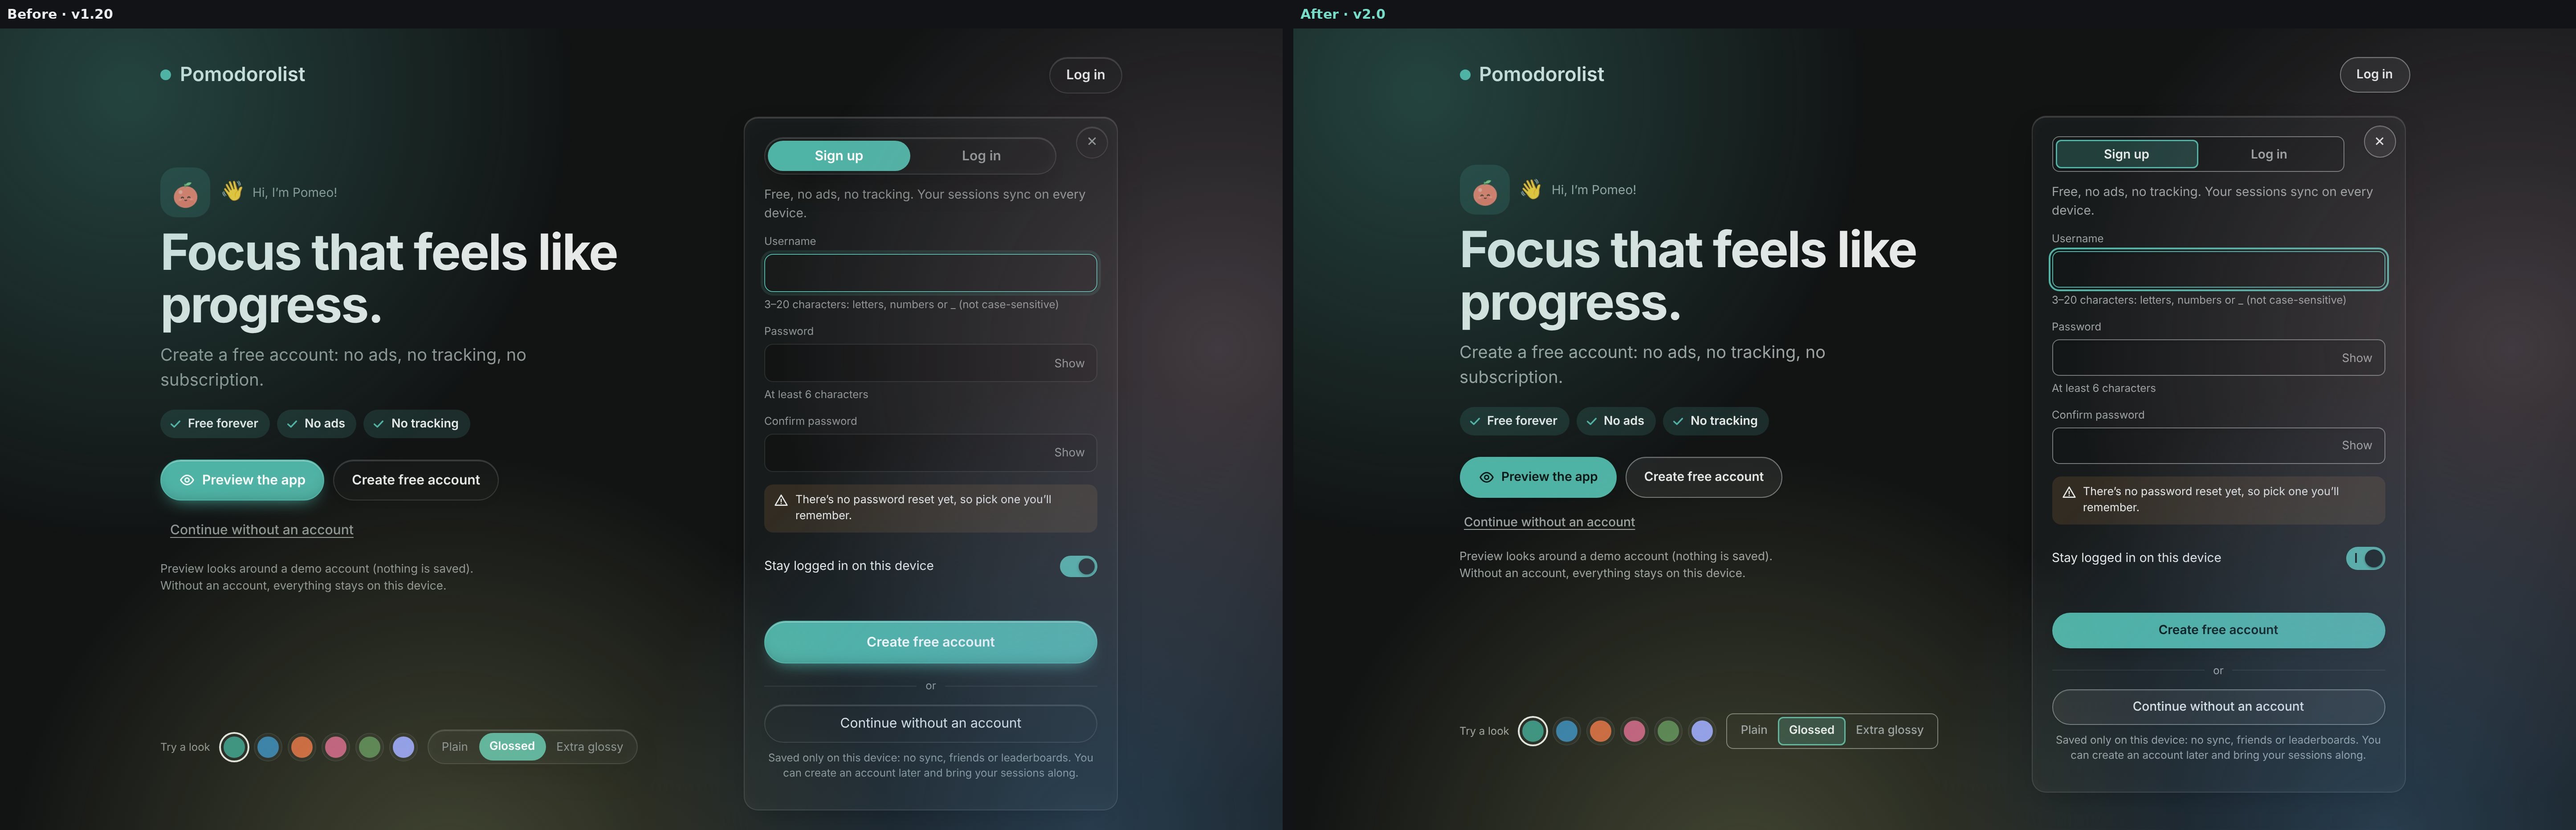 Before · v1.20
Pomodorolist
Log in
Hi, I’m Pomeo!
Focus that feels like
progress.
Create a free account: no ads, no tracking, no
subscription.
Free forever
No ads
No tracking
Preview the app
Create free account
Continue without an account
Preview looks around a demo account (nothing is saved).
Without an account, everything stays on this device.
Try a look
Plain
Glossed
Extra glossy
Sign up
Log in
Free, no ads, no tracking. Your sessions sync on every
device.
Username
3–20 characters: letters, numbers or _ (not case-sensitive)
Password
Show
At least 6 characters
Confirm password
Show
There’s no password reset yet, so pick one you’ll
remember.
Stay logged in on this device
Create free account
or
Continue without an account
Saved only on this device: no sync, friends or leaderboards. You
can create an account later and bring your sessions along.
After · v2.0
Pomodorolist
Log in
Hi, I’m Pomeo!
Focus that feels like
progress.
Create a free account: no ads, no tracking, no
subscription.
Free forever
No ads
No tracking
Preview the app
Create free account
Continue without an account
Preview looks around a demo account (nothing is saved).
Without an account, everything stays on this device.
Try a look
Plain
Glossed
Extra glossy
Sign up
Log in
Free, no ads, no tracking. Your sessions sync on every
device.
Username
3–20 characters: letters, numbers or _ (not case-sensitive)
Password
Show
At least 6 characters
Confirm password
Show
There’s no password reset yet, so pick one you’ll
remember.
Stay logged in on this device
Create free account
or
Continue without an account
Saved only on this device: no sync, friends or leaderboards. You
can create an account later and bring your sessions along.